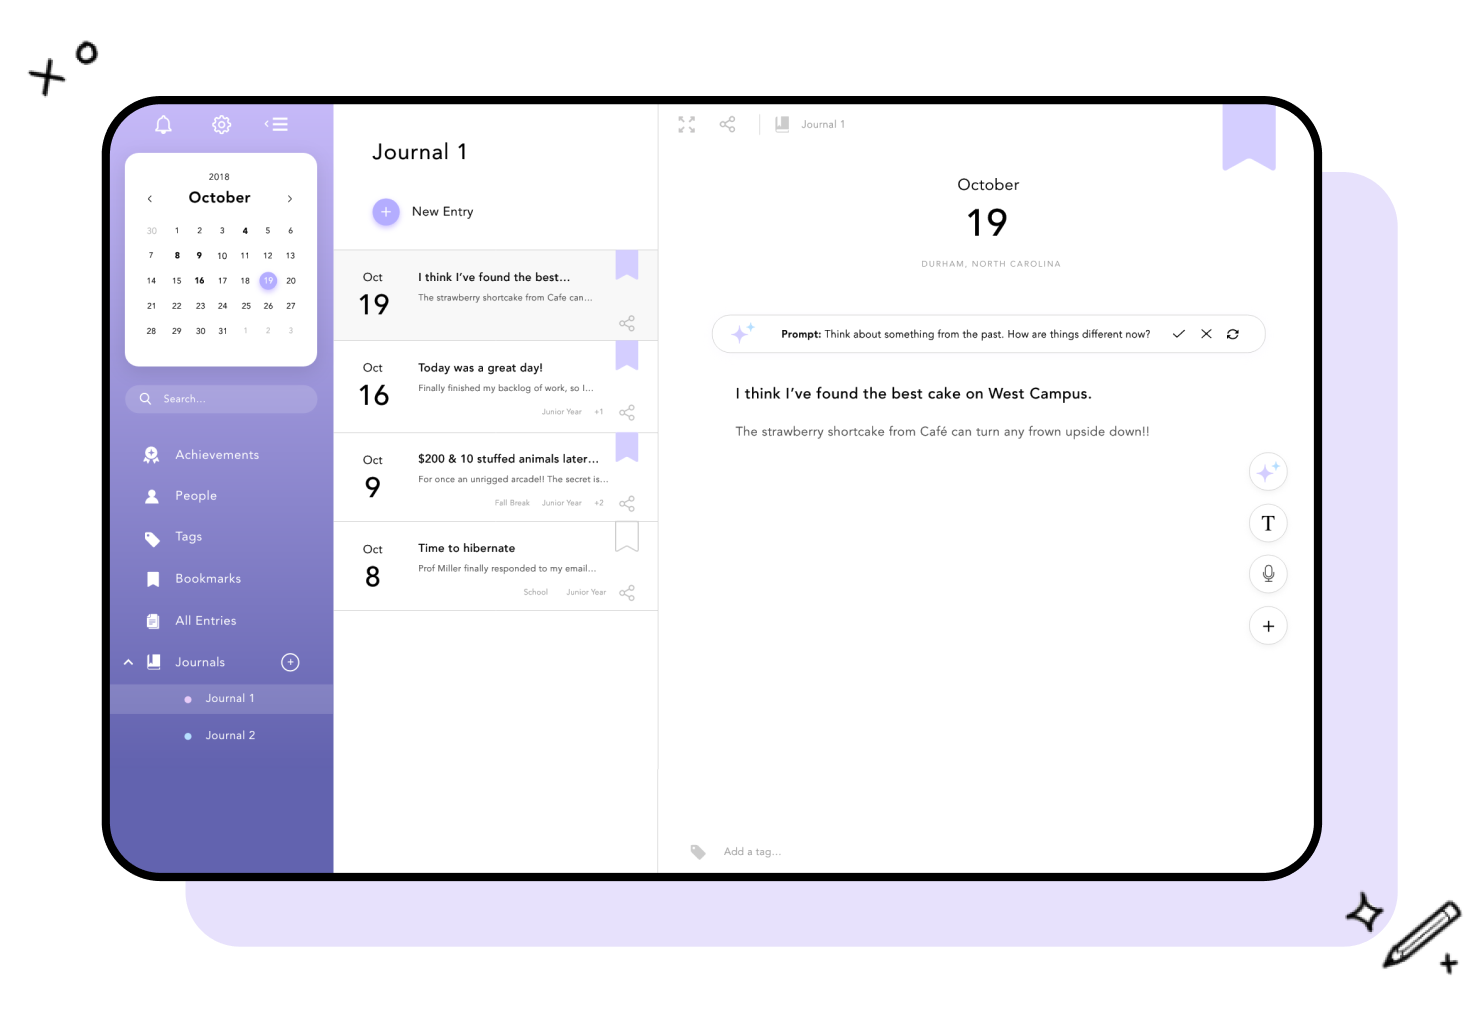 2018
October
30 1 2 3 4 5 6
7 8 9 10 11 12 13
14 15 16 17 18 19 20
21 22 23 24 25 26 27
28 29 30 31 1 2 3
Search...
Achievements
People
Tags
Bookmarks
All Entries
Journals
Journal 1
Journal 2
Journal 1
New Entry
Oct
19
I think I've found the best...
The strawberry shortcake from Cafe can...
Oct
16
Today was a great day!
Finally finished my backlog of work, so I...
Junior Year +1
Oct
9
$200 & 10 stuffed animals later...
For once an unrigged arcade!! The secret is...
Fall Break Junior Year +2
Oct
8
Time to hibernate
Prof Miller finally responded to my email...
School Junior Year
Journal 1
October
19
DURHAM, NORTH CAROLINA
Prompt: Think about something from the past. How are things different now?
I think I've found the best cake on West Campus.
The strawberry shortcake from Café can turn any frown upside down!!
T
Add a tag...